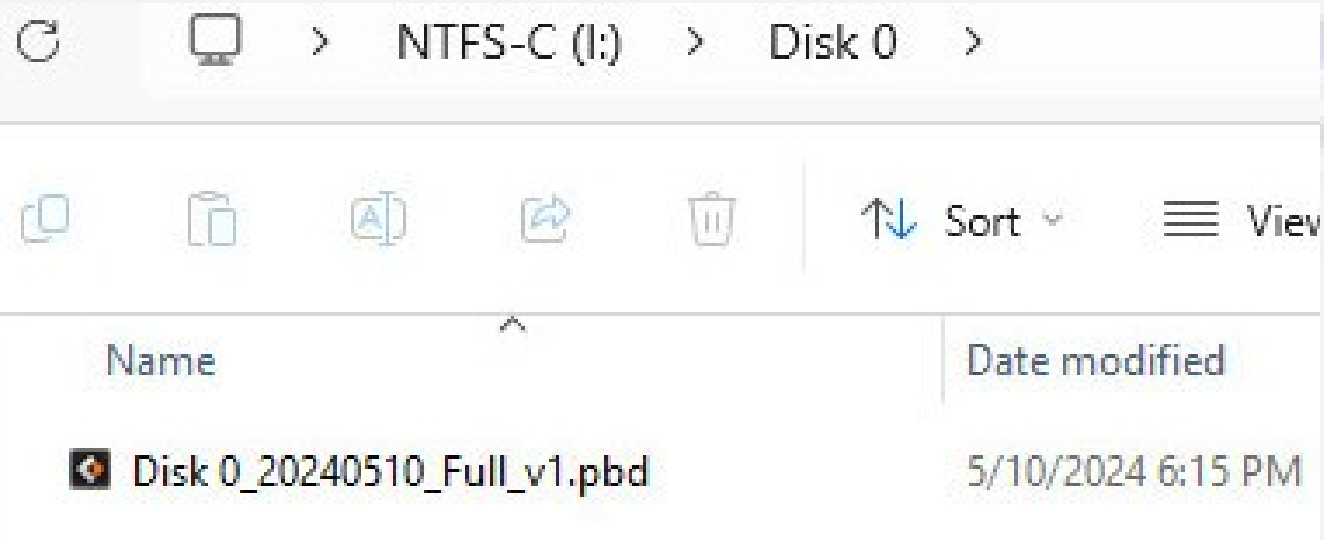 NTFS-C (I:) > Disk 0 >
Sort View
Name Date modified
Disk 0_20240510_Full_v1.pbd 5/10/2024 6:15 PM